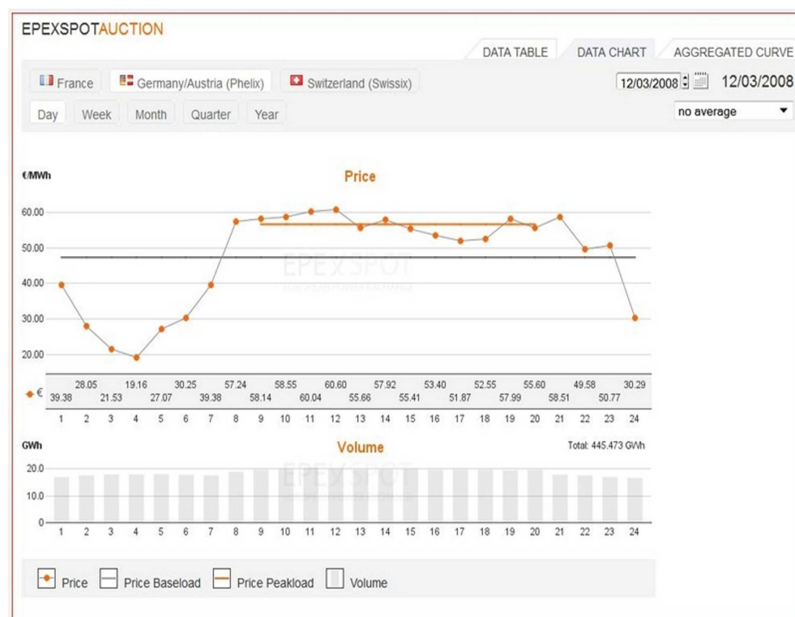 EPEXSPOTAUCTION
DATA TABLE DATA CHART AGGREGATED CURVE
France Germany/Austria (Phelix) Switzerland (Swissix) 12/03/2008 12/03/2008
Day Week Month Quarter Year no average
€/MWh Price
60.00
50.00
EPEXSPOT
40.00
30.00
20.00
28.05 19.16 30.25 57.24 58.55 60.60 57.92 53.40 52.55 55.60 49.58 30.29
€ 39.38 21.53 27.07 39.38 58.14 60.04 55.66 55.41 51.87 57.99 58.51 50.77
1 2 3 4 5 6 7 8 9 10 11 12 13 14 15 16 17 18 19 20 21 22 23 24
GWh Volume Total: 445.473 GWh
20.0
EPEXSPOT
10.0
0
1 2 3 4 5 6 7 8 9 10 11 12 13 14 15 16 17 18 19 20 21 22 23 24
Price Price Baseload Price Peakload Volume